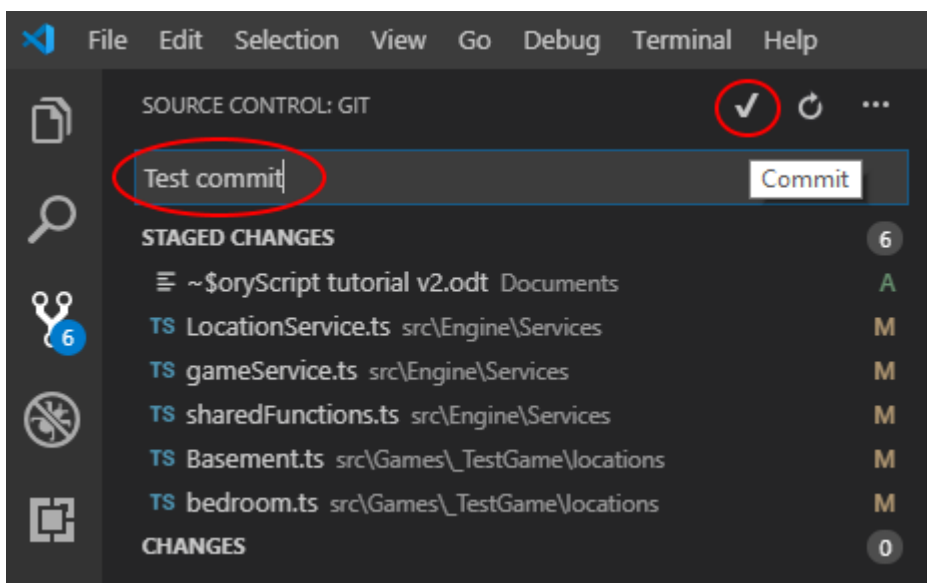 File Edit Selection View Go Debug Terminal Help
SOURCE CONTROL: GIT
Test commit
Commit
STAGED CHANGES 6
~$oryScript tutorial v2.odt Documents A
TS LocationService.ts src\Engine\Services M
6
TS gameService.ts src\Engine\Services M
TS sharedFunctions.ts src\Engine\Services M
TS Basement.ts src\Games\_TestGame\locations M
TS bedroom.ts src\Games\_TestGame\locations M
CHANGES 0